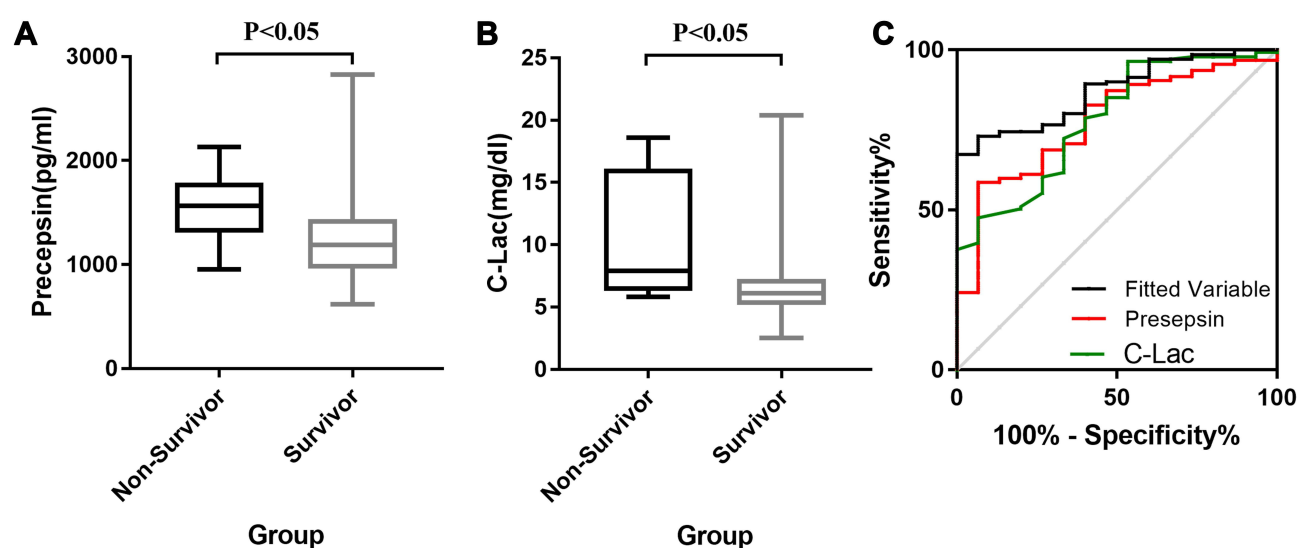 A
P<0.05
Precepsin(pg/ml)
3000
2000
1000
0
Non-Survivor
Survivor
Group
B
P<0.05
C-Lac(mg/dl)
25
20
15
10
5
0
Non-Survivor
Survivor
Group
C
Sensitivity%
100
50
0
Fitted Variable
Presepsin
C-Lac
0
50
100
100% - Specificity%